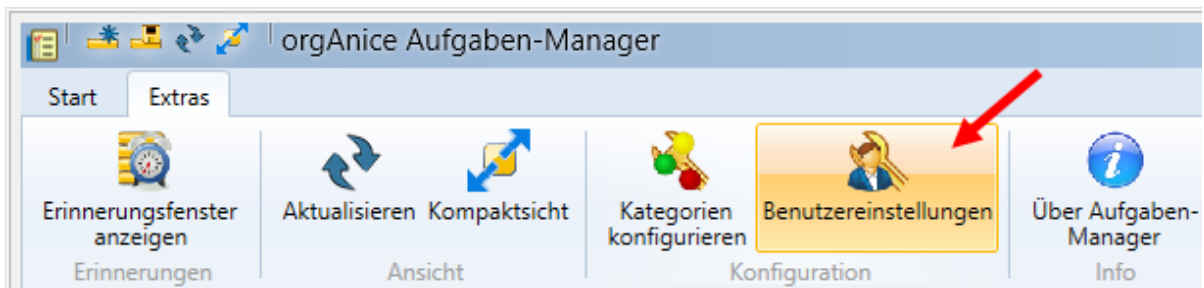 orgAnice Aufgaben-Manager
Start Extras
Erinnerungsfenster
anzeigen
Aktualisieren
Kompaktsicht
Kategorien
konfigurieren
Benutzereinstellungen
Über Aufgaben-
Manager
Erinnerungen
Ansicht
Konfiguration
Info